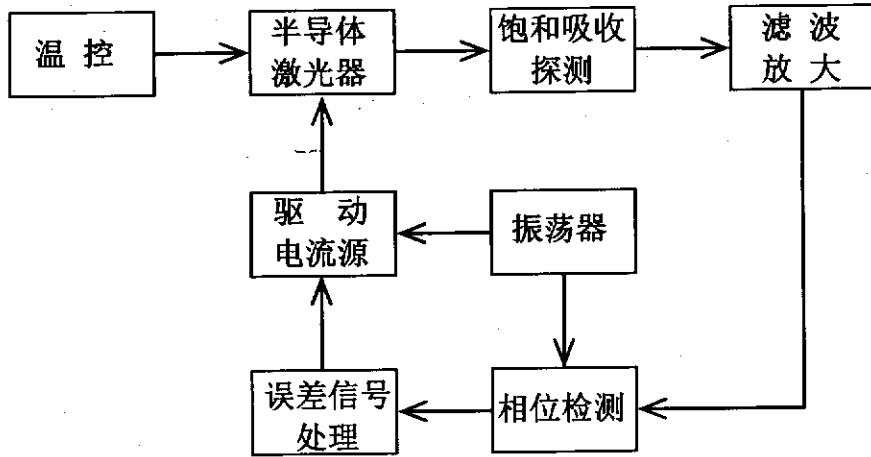 温 控
半导体
激光器
饱和吸收
探测
滤 波
放 大
驱 动
电流源
振荡器
误差信号
处理
相位检测